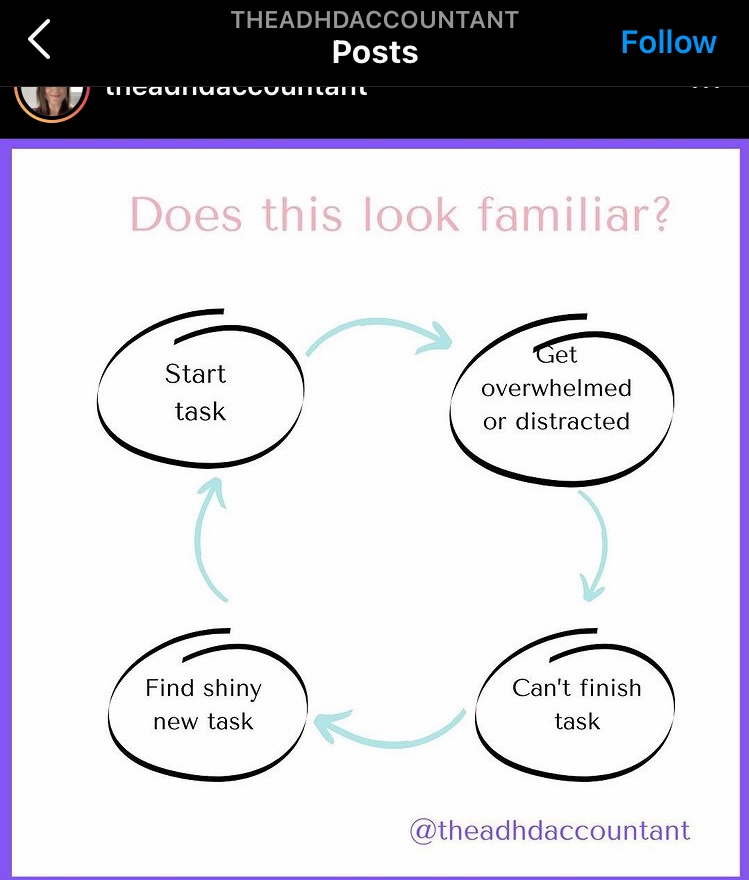 THEADHDACCOUNTANT
Posts
Follow
theadhdaccountant
Does this look familiar?
Start
task
Get
overwhelmed
or distracted
Can't finish
task
Find shiny
new task
@theadhdaccountant